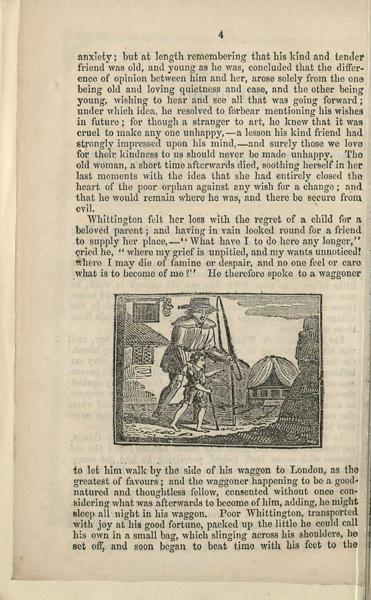 4
anxiety; but at length remembering that his kind and tender
friend was old, and young as he was, concluded that the differ-
ence of opinion between him and her, arose solely from the one
being old and loving quietness and ease, and the other being
young, wishing to hear and see all that was going forward;
under which idea, he resolved to forbear mentioning his wishes
in future; for though a stranger to art, he knew that it was
cruel to make any one unhappy,—a lesson his kind friend had
strongly impressed upon his mind,—and surely those we love
for their kindness to us should never be made unhappy. The
old woman, a short time afterwards died, soothing herself in her
last moments with the idea that she had entirely closed the
heart of the poor orphan against any wish for a change; and
that he would remain where he was, and there be secure from
evil.
Whittington felt her loss with the regret of a child for a
beloved parent; and having in vain looked round for a friend
to supply her place,—“What have I to do here any longer,”
cried he, “where my grief is unpitied, and my wants unnoticed!
where I may die of famine or despair, and no one feel or care
what is to become of me?” He therefore spoke to a waggoner
to let him walk by the side of his waggon to London, as the
greatest of favours; and the waggoner happening to be a good-
natured and thoughtless fellow, consented without once con-
sidering what was afterwards to become of him, adding, he might
sleep all night in his waggon. Poor Whittington, transported
with joy at his good fortune, packed up the little he could call
his own in a small bag, which slinging across his shoulders, he
set off, and soon began to beat time with his feet to the